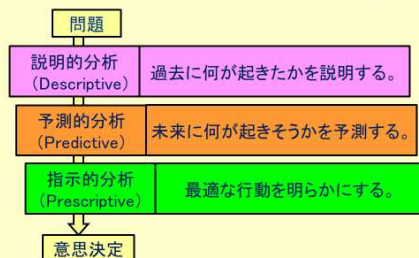 問題
説明的分析
(Descriptive)
過去に何が起きたかを説明する。
予測的分析
(Predictive)
未来に何が起きそうかを予測する。
指示的分析
(Prescriptive)
最適な行動を明らかにする。
意思決定